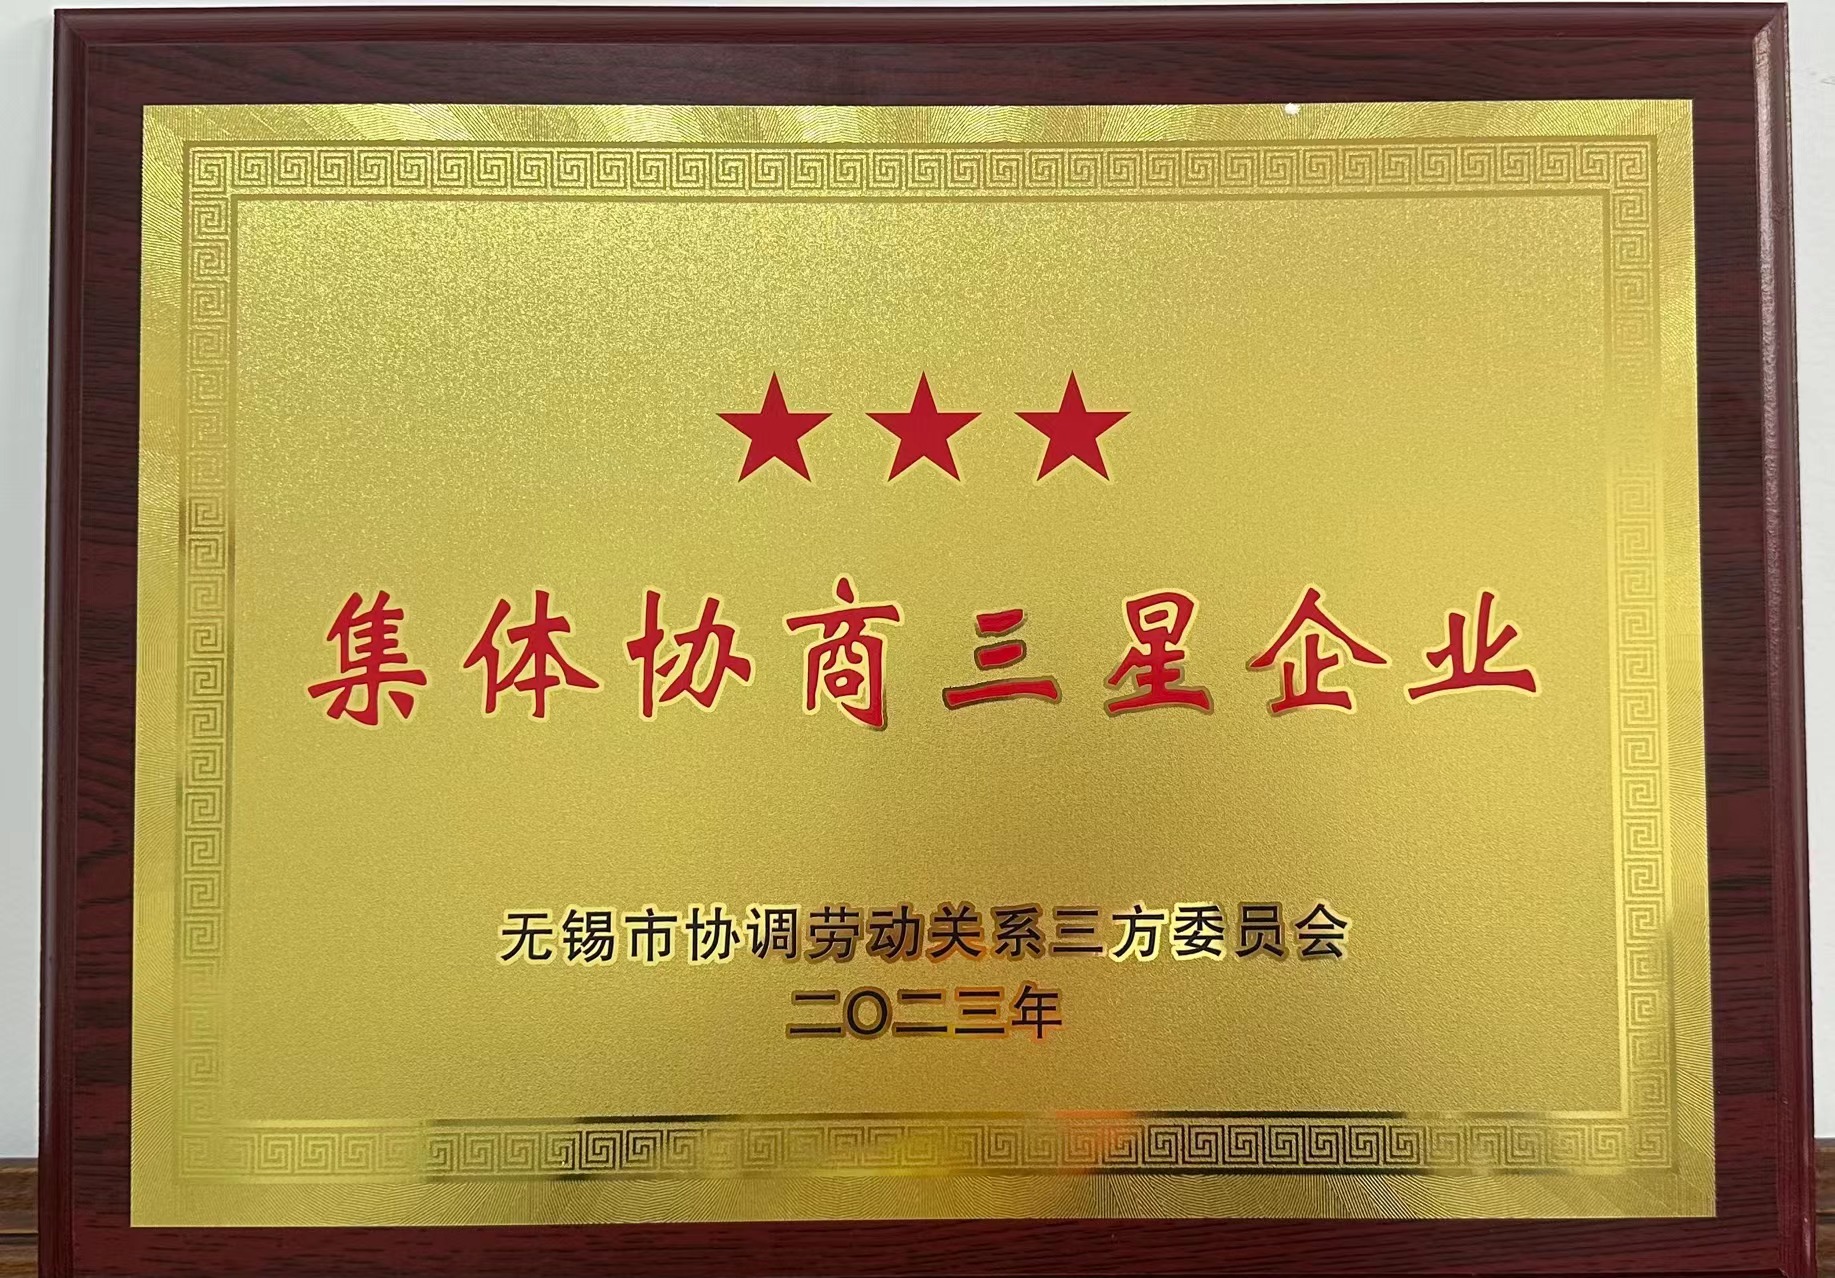 集体协商三星企业
无锡市协调劳动关系三方委员会
二〇二三年